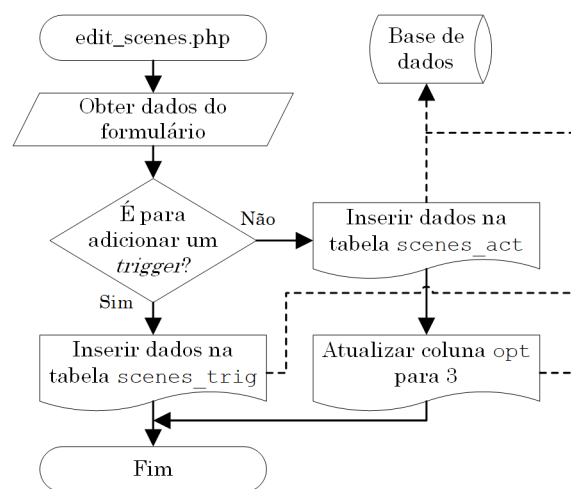 edit_scenes.php
Base de
dados
Obter dados do
formulário
É para
adicionar um
trigger?
Não
Inserir dados na
tabela scenes_act
Sim
Inserir dados na
tabela scenes_trig
Atualizar coluna opt
para 3
Fim